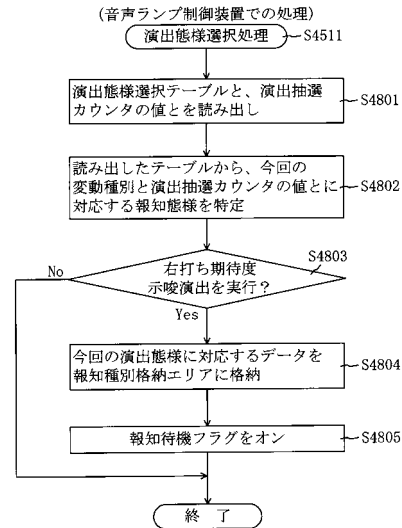 (音声ランプ制御装置での処理)
演出態様選択処理
S4511
演出態様選択テーブルと、演出抽選
カウンタの値とを読み出し
S4801
読み出したテーブルから、今回の
変動種別と演出抽選カウンタの値とに
対応する報知態様を特定
S4802
S4803
右打ち期待度
示唆演出を実行?
No
Yes
今回の演出態様に対応するデータを
報知種別格納エリアに格納
S4804
報知待機フラグをオン
S4805
終 了